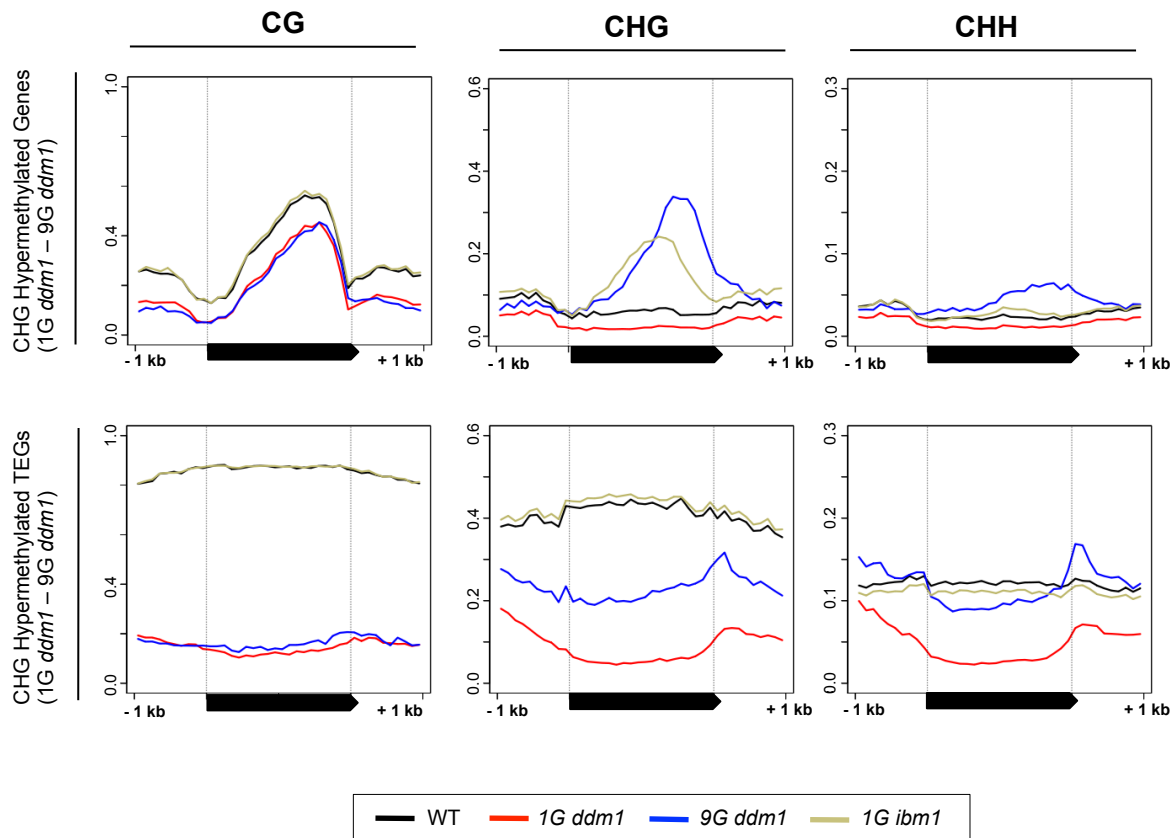 CG CHG CHH
CHG Hypermethylated Genes
(1G ddm1 – 9G ddm1)
1.0
0.4
0.0
- 1 kb + 1 kb
0.6
0.4
0.2
0.0
- 1 kb + 1 kb
0.3
0.2
0.1
0.0
- 1 kb + 1 kb
CHG Hypermethylated TEGs
(1G ddm1 – 9G ddm1)
1.0
0.4
0.0
- 1 kb + 1 kb
0.6
0.4
0.2
0.0
- 1 kb + 1 kb
0.3
0.2
0.1
0.0
- 1 kb + 1 kb
WT 1G ddm1 9G ddm1 1G ibm1